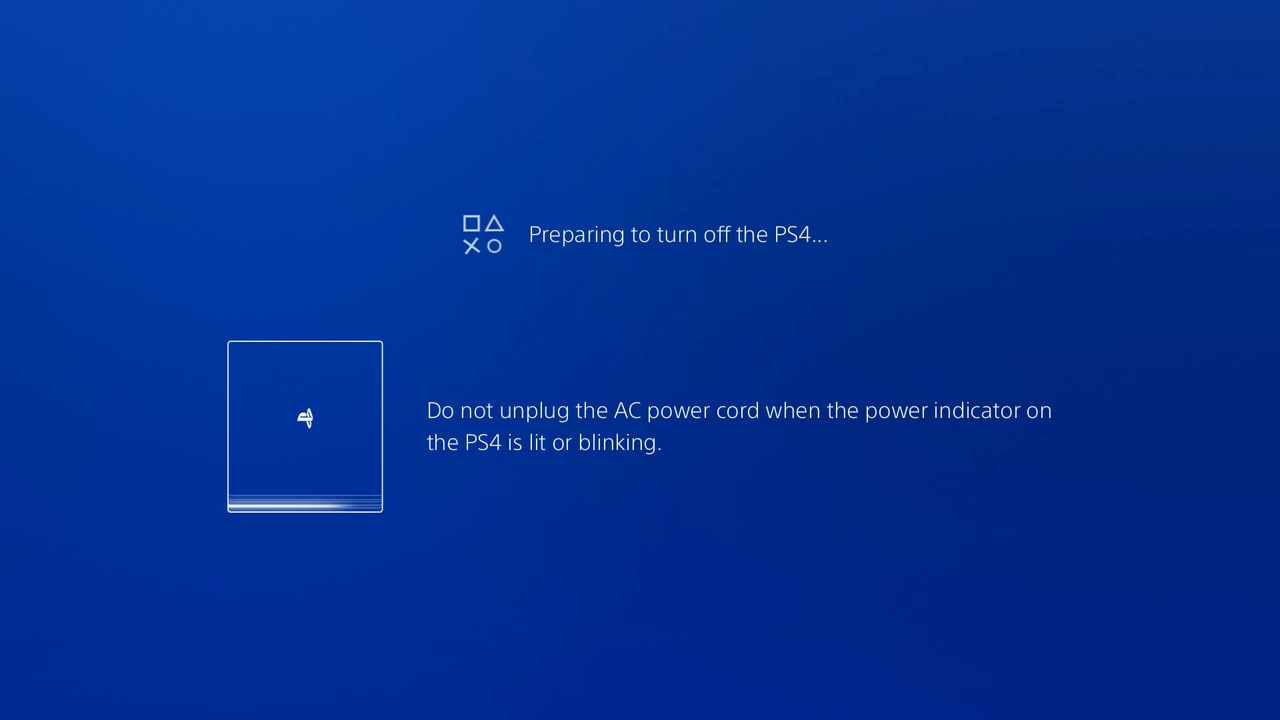 Preparing to turn off the PS4...
Do not unplug the AC power cord when the power indicator on
the PS4 is lit or blinking.